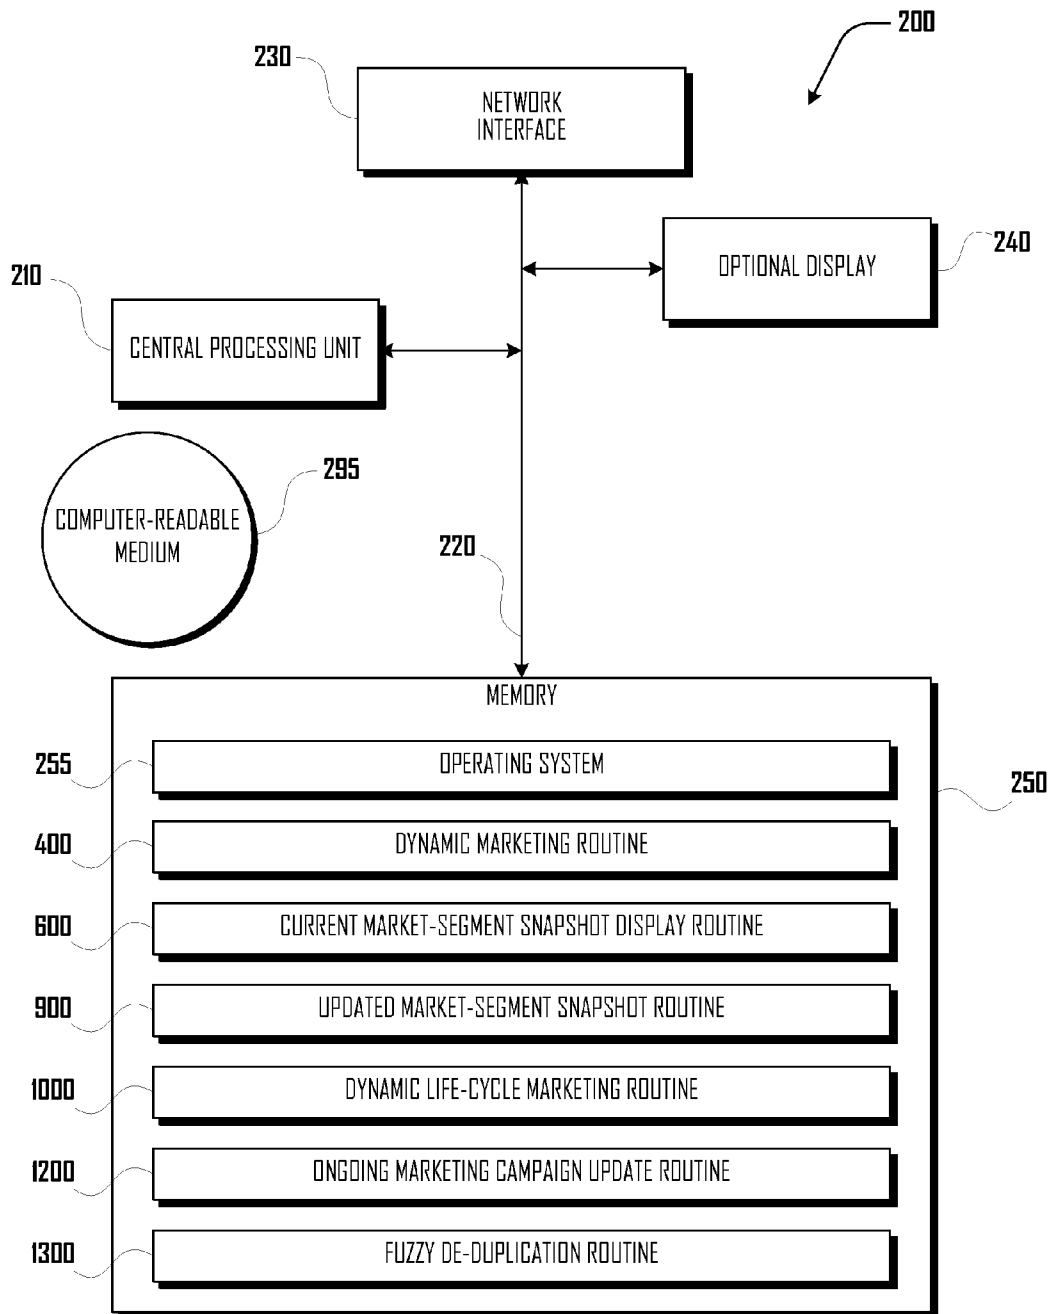 200
230
NETWORK
INTERFACE
240
OPTIONAL DISPLAY
210
CENTRAL PROCESSING UNIT
295
COMPUTER-READABLE
MEDIUM
220
MEMORY
255
OPERATING SYSTEM
250
400
DYNAMIC MARKETING ROUTINE
600
CURRENT MARKET-SEGMENT SNAPSHOT DISPLAY ROUTINE
900
UPDATED MARKET-SEGMENT SNAPSHOT ROUTINE
1000
DYNAMIC LIFE-CYCLE MARKETING ROUTINE
1200
ONGOING MARKETING CAMPAIGN UPDATE ROUTINE
1300
FUZZY DE-DUPLICATION ROUTINE